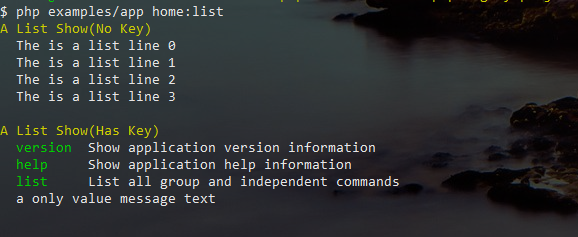 $ php examples/app home:list
A List Show(No Key)
  The is a list line 0
  The is a list line 1
  The is a list line 2
  The is a list line 3

A List Show(Has Key)
  version  Show application version information
  help     Show application help information
  list     List all group and independent commands
  a only value message text